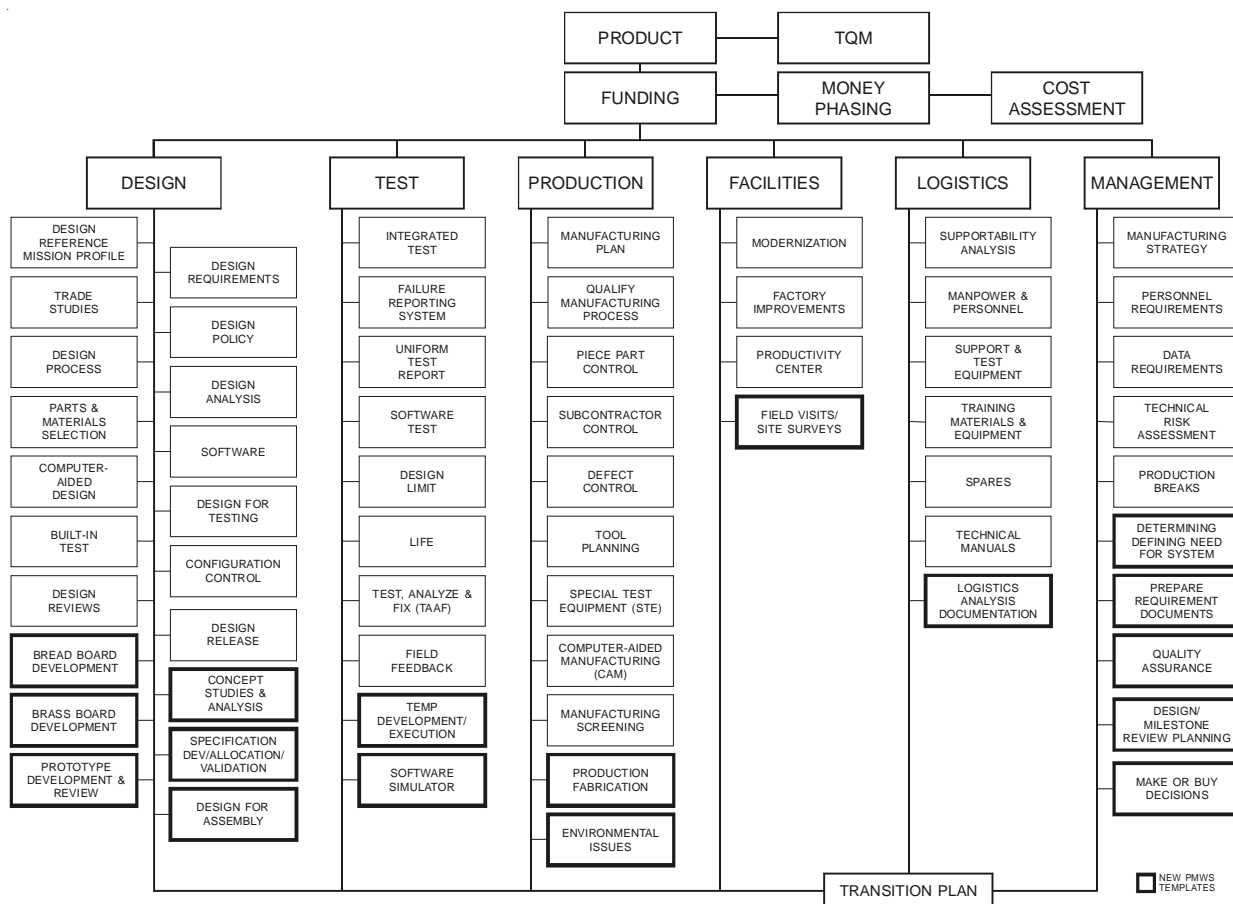 PRODUCT
TQM
FUNDING
MONEY
PHASING
COST
ASSESSMENT
DESIGN
TEST
PRODUCTION
FACILITIES
LOGISTICS
MANAGEMENT
DESIGN
REFERENCE
MISSION PROFILE
TRADE
STUDIES
DESIGN
PROCESS
PARTS &
MATERIALS
SELECTION
COMPUTER-
AIDED
DESIGN
BUILT-IN
TEST
DESIGN
REVIEWS
BREAD BOARD
DEVELOPMENT
BRASS BOARD
DEVELOPMENT
PROTOTYPE
DEVELOPMENT &
REVIEW
DESIGN
REQUIREMENTS
DESIGN
POLICY
DESIGN
ANALYSIS
SOFTWARE
DESIGN FOR
TESTING
CONFIGURATION
CONTROL
DESIGN
RELEASE
CONCEPT
STUDIES &
ANALYSIS
SPECIFICATION
DEV/ALLOCATION/
VALIDATION
DESIGN FOR
ASSEMBLY
INTEGRATED
TEST
FAILURE
REPORTING
SYSTEM
UNIFORM
TEST
REPORT
SOFTWARE
TEST
DESIGN
LIMIT
LIFE
TEST, ANALYZE &
FIX (TAAF)
FIELD
FEEDBACK
TEMP
DEVELOPMENT/
EXECUTION
SOFTWARE
SIMULATOR
MANUFACTURING
PLAN
QUALIFY
MANUFACTURING
PROCESS
PIECE PART
CONTROL
SUBCONTRACTOR
CONTROL
DEFECT
CONTROL
TOOL
PLANNING
SPECIAL TEST
EQUIPMENT (STE)
COMPUTER-AIDED
MANUFACTURING
(CAM)
MANUFACTURING
SCREENING
PRODUCTION
FABRICATION
ENVIRONMENTAL
ISSUES
MODERNIZATION
FACTORY
IMPROVEMENTS
PRODUCTIVITY
CENTER
FIELD VISITS/
SITE SURVEYS
SUPPORTABILITY
ANALYSIS
MANPOWER &
PERSONNEL
SUPPORT &
TEST
EQUIPMENT
TRAINING
MATERIALS &
EQUIPMENT
SPARES
TECHNICAL
MANUALS
LOGISTICS
ANALYSIS
DOCUMENTATION
MANUFACTURING
STRATEGY
PERSONNEL
REQUIREMENTS
DATA
REQUIREMENTS
TECHNICAL
RISK
ASSESSMENT
PRODUCTION
BREAKS
DETERMINING
DEFINING NEED
FOR SYSTEM
PREPARE
REQUIREMENT
DOCUMENTS
QUALITY
ASSURANCE
DESIGN/
MILESTONE
REVIEW PLANNING
MAKE OR BUY
DECISIONS
TRANSITION PLAN
NEW PMWS
TEMPLATES